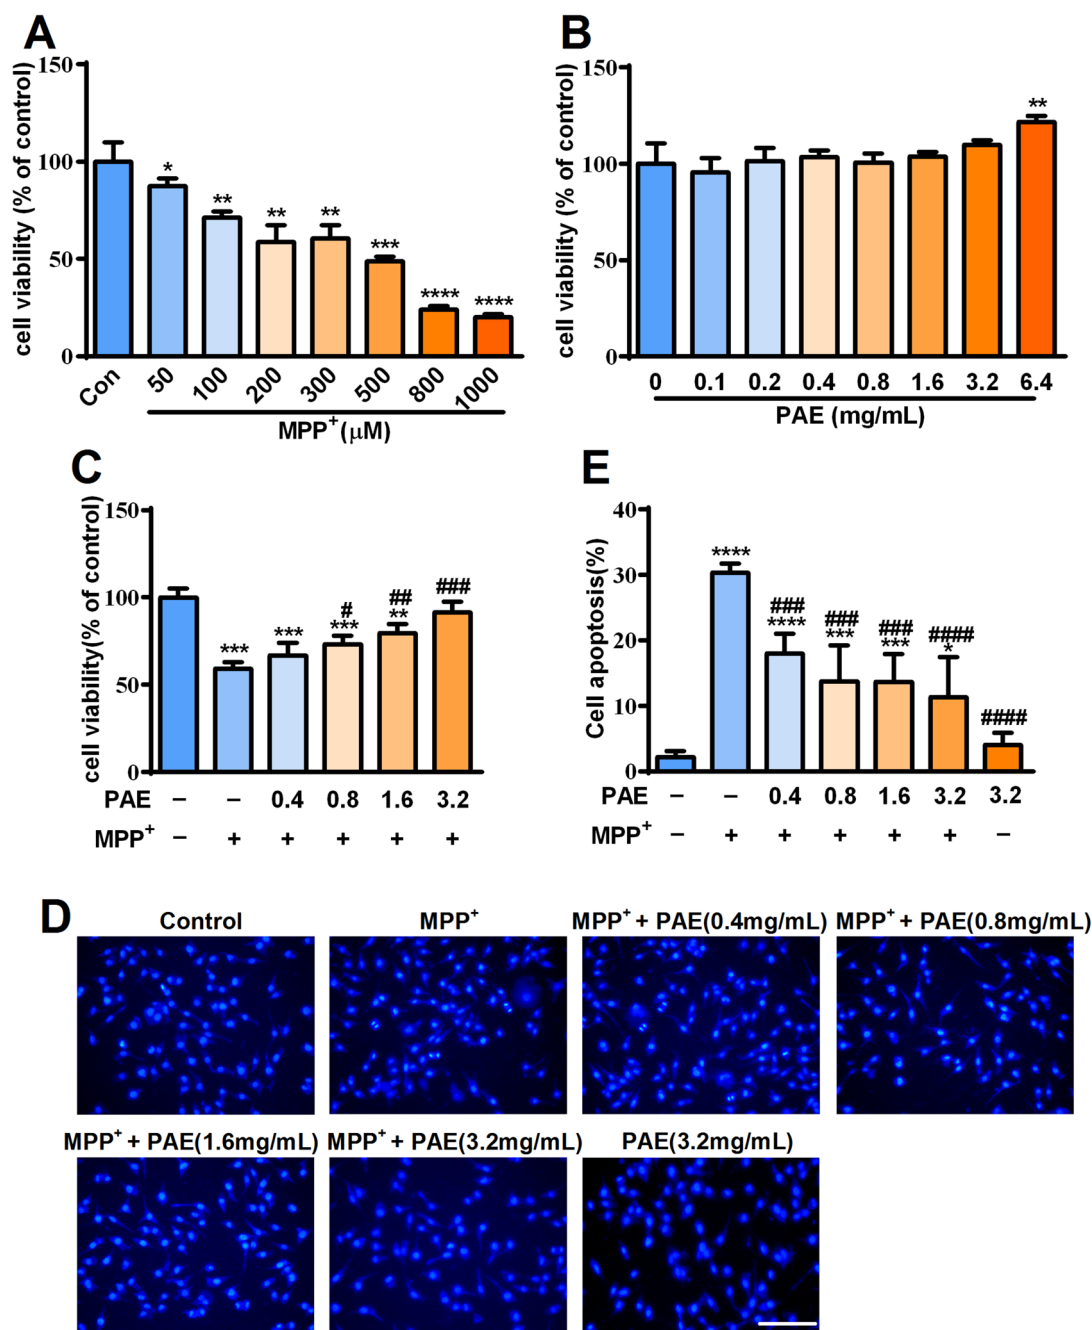 A
cell viability (% of control)
150
100
50
0
* ** ** ** *** **** ****
Con 50 100 200 300 500 800 1000
MPP⁺(μM)
B
cell viability (% of control)
150
100
50
0
**
0 0.1 0.2 0.4 0.8 1.6 3.2 6.4
PAE (mg/mL)
C
cell viability(% of control)
150
100
50
0
# ## ###
*** *** *** **
PAE – – 0.4 0.8 1.6 3.2
MPP⁺ – + + + + +
E
Cell apoptosis(%)
40
30
20
10
0
### ### ### #### ####
**** **** *** *** *
PAE – – 0.4 0.8 1.6 3.2 3.2
MPP⁺ – + + + + + –
D
Control
MPP⁺
MPP⁺ + PAE(0.4mg/mL)
MPP⁺ + PAE(0.8mg/mL)
MPP⁺ + PAE(1.6mg/mL)
MPP⁺ + PAE(3.2mg/mL)
PAE(3.2mg/mL)